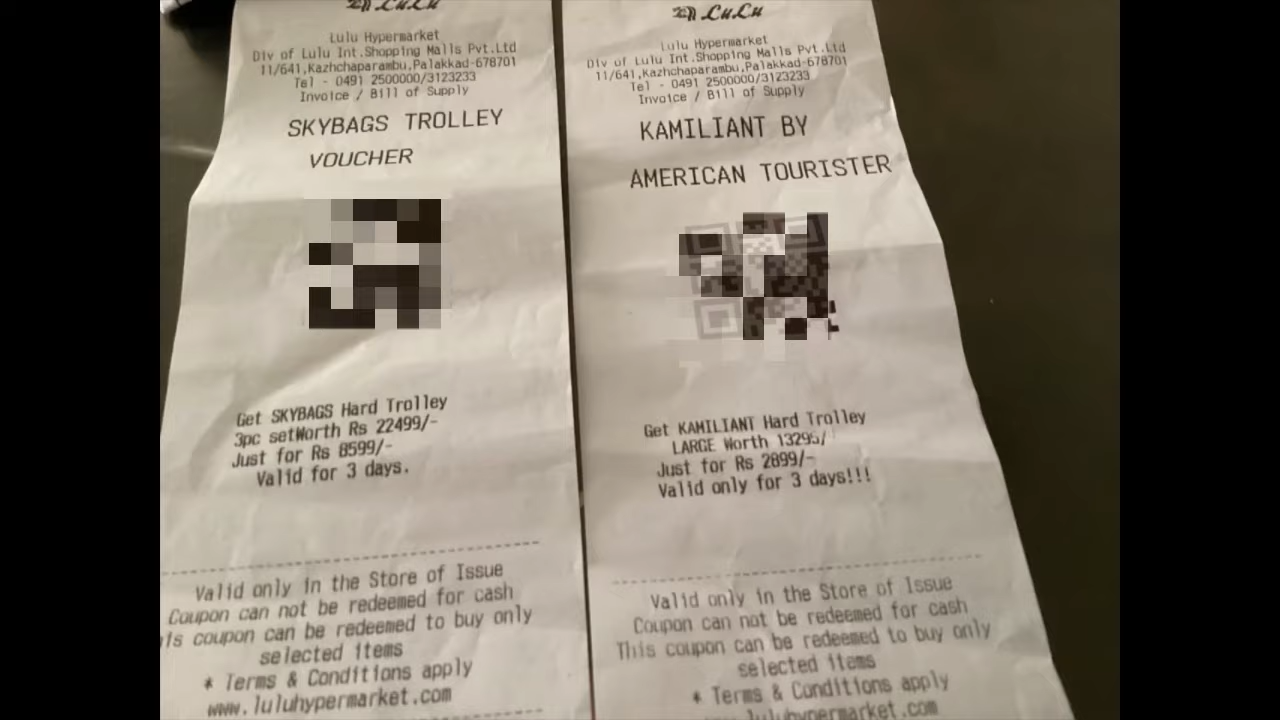 LuLu
Lulu Hypermarket
Div of Lulu Int.Shopping Malls Pvt.Ltd
11/641,Kazhchaparambu,Palakkad-678701
Tel - 0491 2500000/3123233
Invoice / Bill of Supply
SKYBAGS TROLLEY
VOUCHER
Get SKYBAGS Hard Trolley
3pc setWorth Rs 22499/-
Just for Rs 8599/-
Valid for 3 days.
Valid only in the Store of Issue
Coupon can not be redeemed for cash
coupon can be redeemed to buy only
selected items
* Terms & Conditions apply
www.luluhypermarket.com
LuLu
Lulu Hypermarket
Div of Lulu Int.Shopping Malls Pvt.Ltd
11/641,Kazhchaparambu,Palakkad-678701
Tel - 0491 2500000/3123233
Invoice / Bill of Supply
KAMILIANT BY
AMERICAN TOURISTER
Get KAMILIANT Hard Trolley
LARGE Worth 13295/
Just for Rs 2899/-
Valid only for 3 days!!!
Valid only in the Store of Issue
Coupon can not be redeemed for cash
This coupon can be redeemed to buy only
selected items
* Terms & Conditions apply
www.luluhypermarket.com